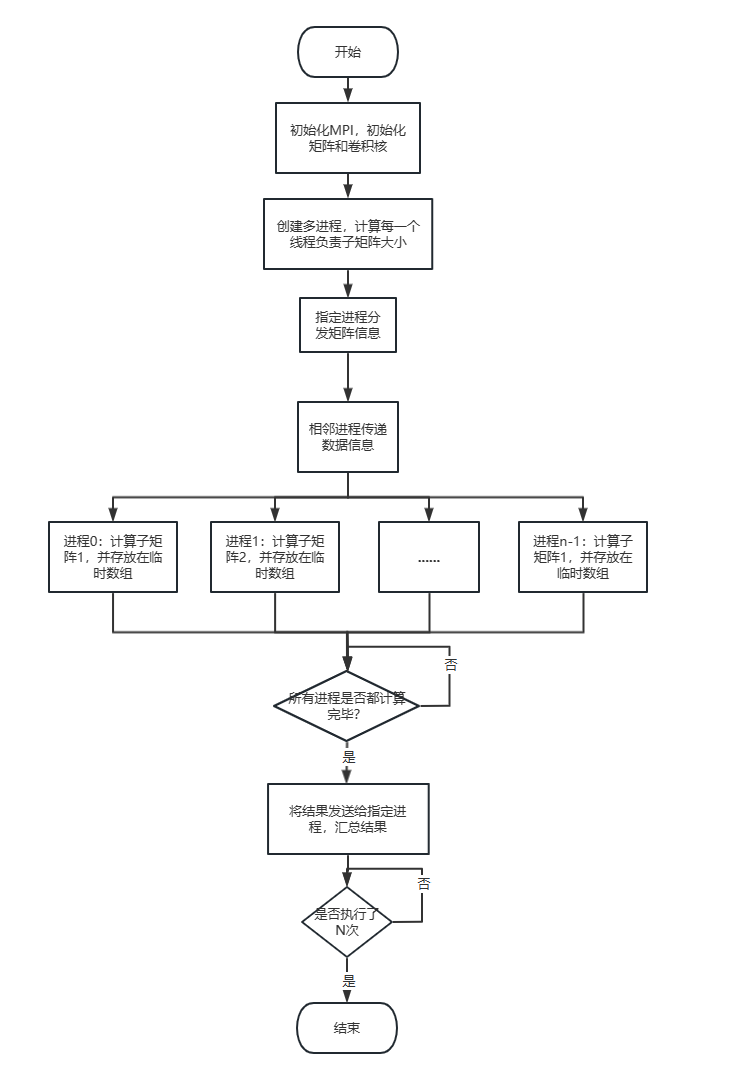 开始
初始化MPI，初始化
矩阵和卷积核
创建多进程，计算每一个
线程负责子矩阵大小
指定进程分
发矩阵信息
相邻进程传递
数据信息
进程0：计算子矩
阵1，并存放在临
时数组
进程1：计算子矩
阵2，并存放在临
时数组
......
进程n-1：计算子
矩阵1，并存放在
临时数组
否
所有进程是否都计算
完毕？
是
将结果发送给指定进
程，汇总结果
否
是否执行了
N次
是
结束